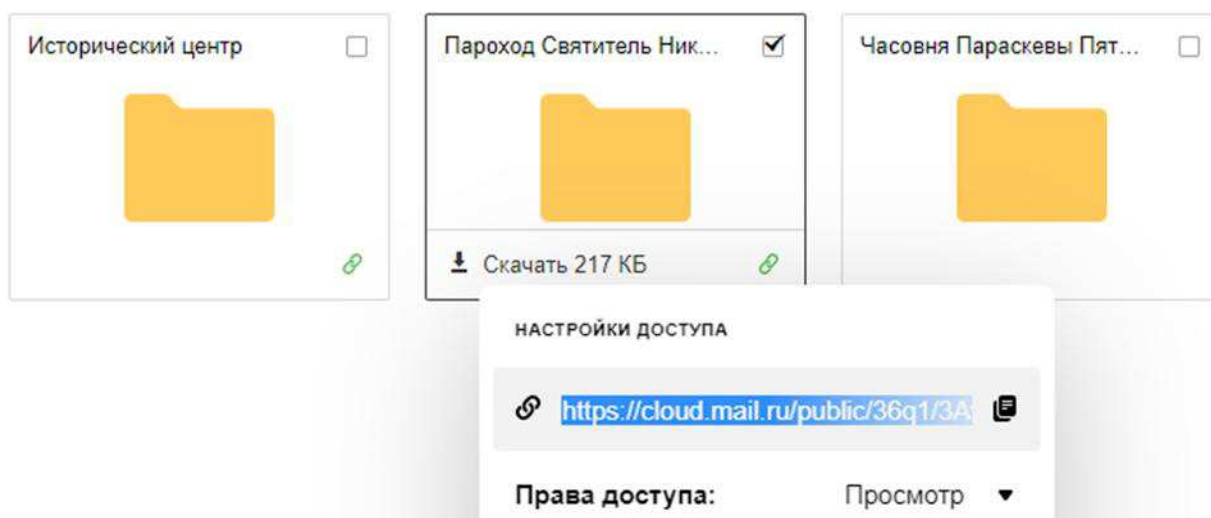 Исторический центр
Пароход Святитель Ник...
Часовня Параскевы Пят...
Скачать 217 КБ
НАСТРОЙКИ ДОСТУПА
https://cloud.mail.ru/public/36q1/3A
Права доступа:
Просмотр